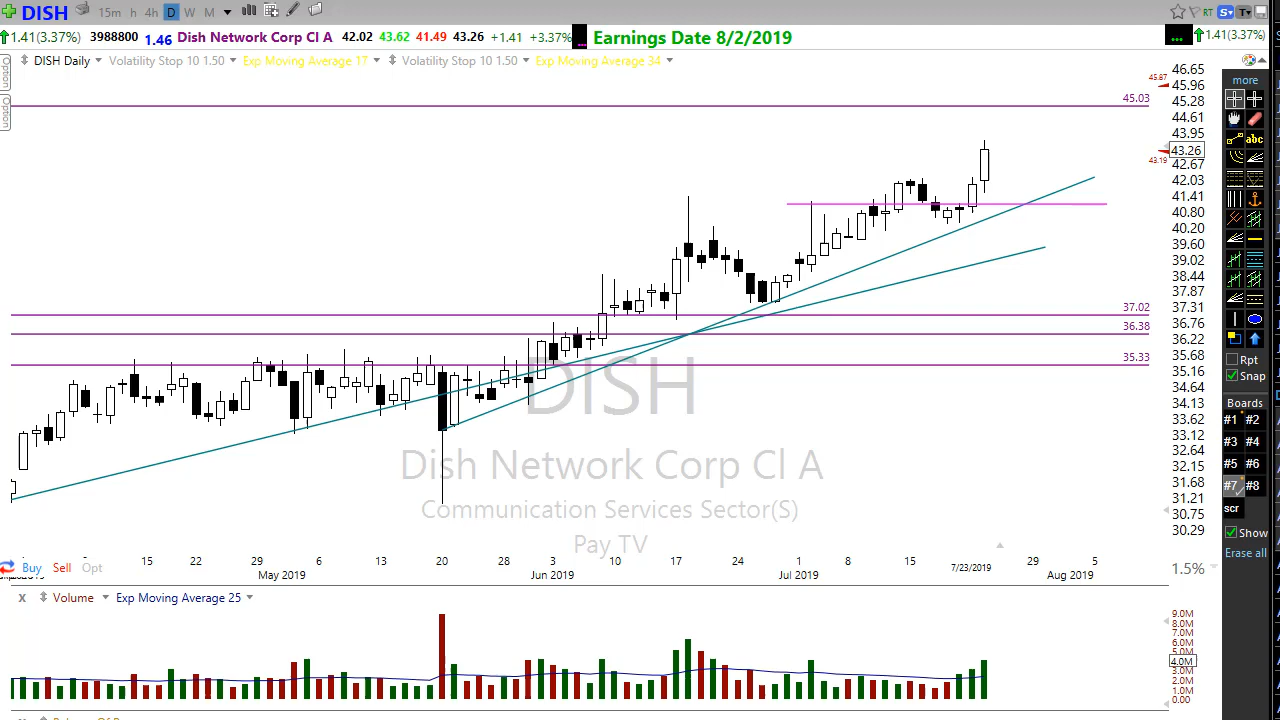 DISH 15m h 4h D W M RT S T
1.41(3.37%) 3988800 1.46 Dish Network Corp Cl A 42.02 43.62 41.49 43.26 +1.41 +3.37% ... Earnings Date 8/2/2019 ... 1.41(3.37%)
DISH Daily Volatility Stop 10 1.50 Exp Moving Average 17 Volatility Stop 10 1.50 Exp Moving Average 34
Option
Option
45.03
37.02
36.38
35.33
45.87
43.19
46.65
45.96
45.28
44.61
43.95
43.26
42.67
42.03
41.41
40.80
40.20
39.60
39.02
38.44
37.87
37.31
36.76
36.22
35.68
35.16
34.64
34.13
33.62
33.12
32.64
32.15
31.68
31.21
30.75
30.29
1.5%
more
abc
Rpt
Snap
Boards
#1 #2
#3 #4
#5 #6
#7 #8
scr
Show
Erase all
DISH
Dish Network Corp Cl A
Communication Services Sector(S)
Pay TV
Buy Sell Opt
15 22 29 6 13 20 28 3 10 17 24 1 8 15 7/23/2019 29 5
May 2019 Jun 2019 Jul 2019 Aug 2019
X Volume Exp Moving Average 25
9.0M
8.0M
7.0M
6.0M
5.0M
4.0M
3.0M
2.0M
1.0M
0.00